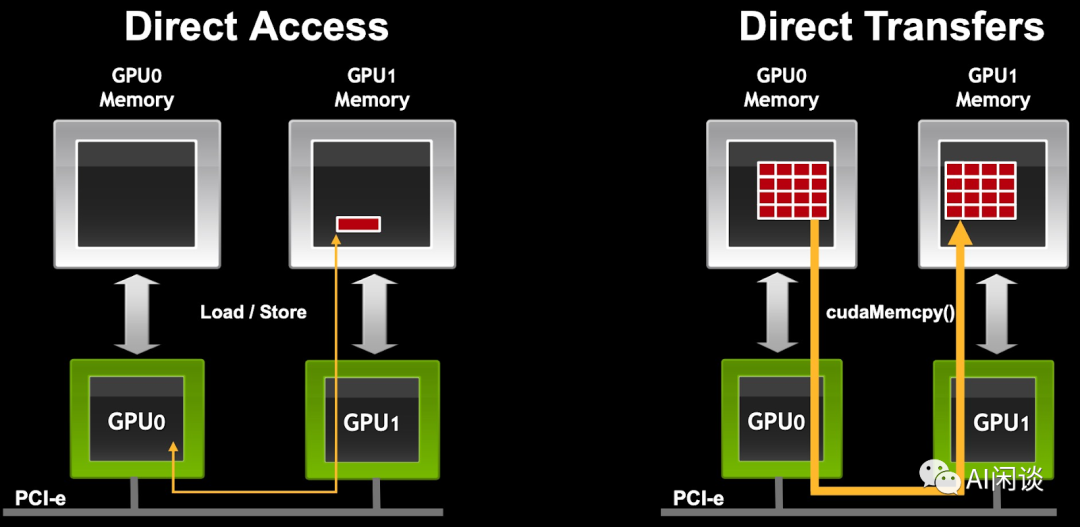 Direct Access
GPU0
Memory
GPU1
Memory
Load / Store
GPU0
GPU1
PCI-e
Direct Transfers
GPU0
Memory
GPU1
Memory
cudaMemcpy()
GPU0
GPU1
PCI-e
AI闲谈